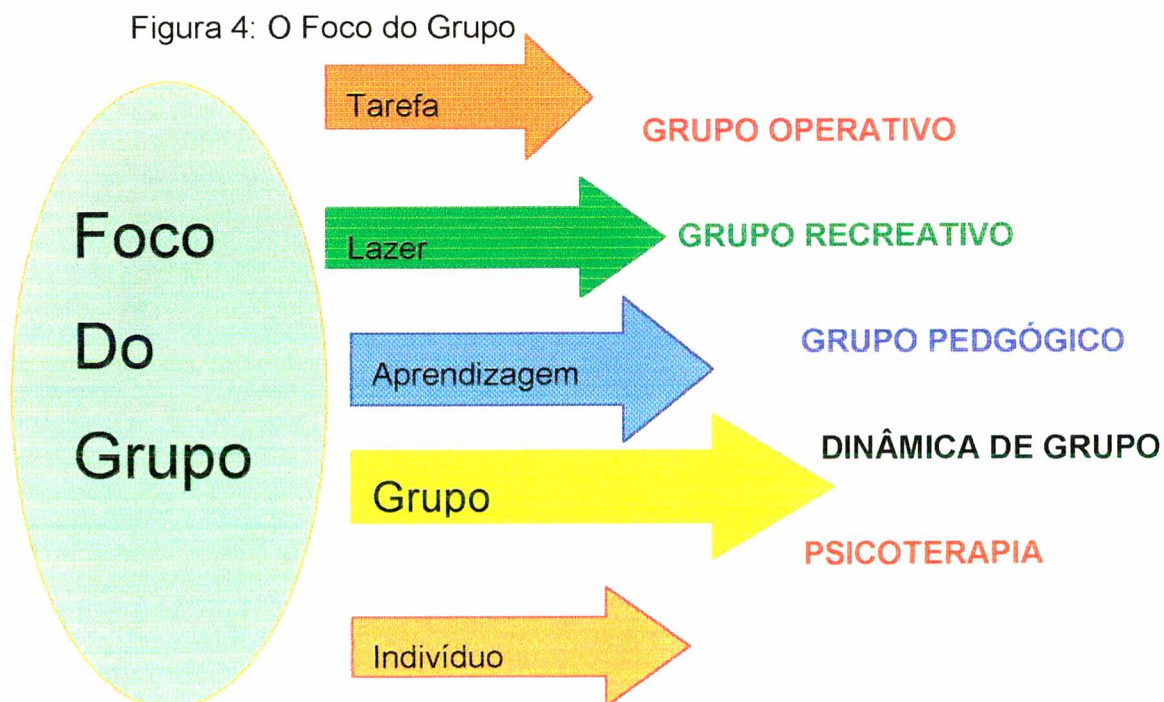 Figura 4: O Foco do Grupo
Tarefa
GRUPO OPERATIVO
Foco
Do
Grupo
Lazer
GRUPO RECREATIVO
Aprendizagem
GRUPO PEDGÓGICO
Grupo
DINÂMICA DE GRUPO
PSICOTERAPIA
Indivíduo